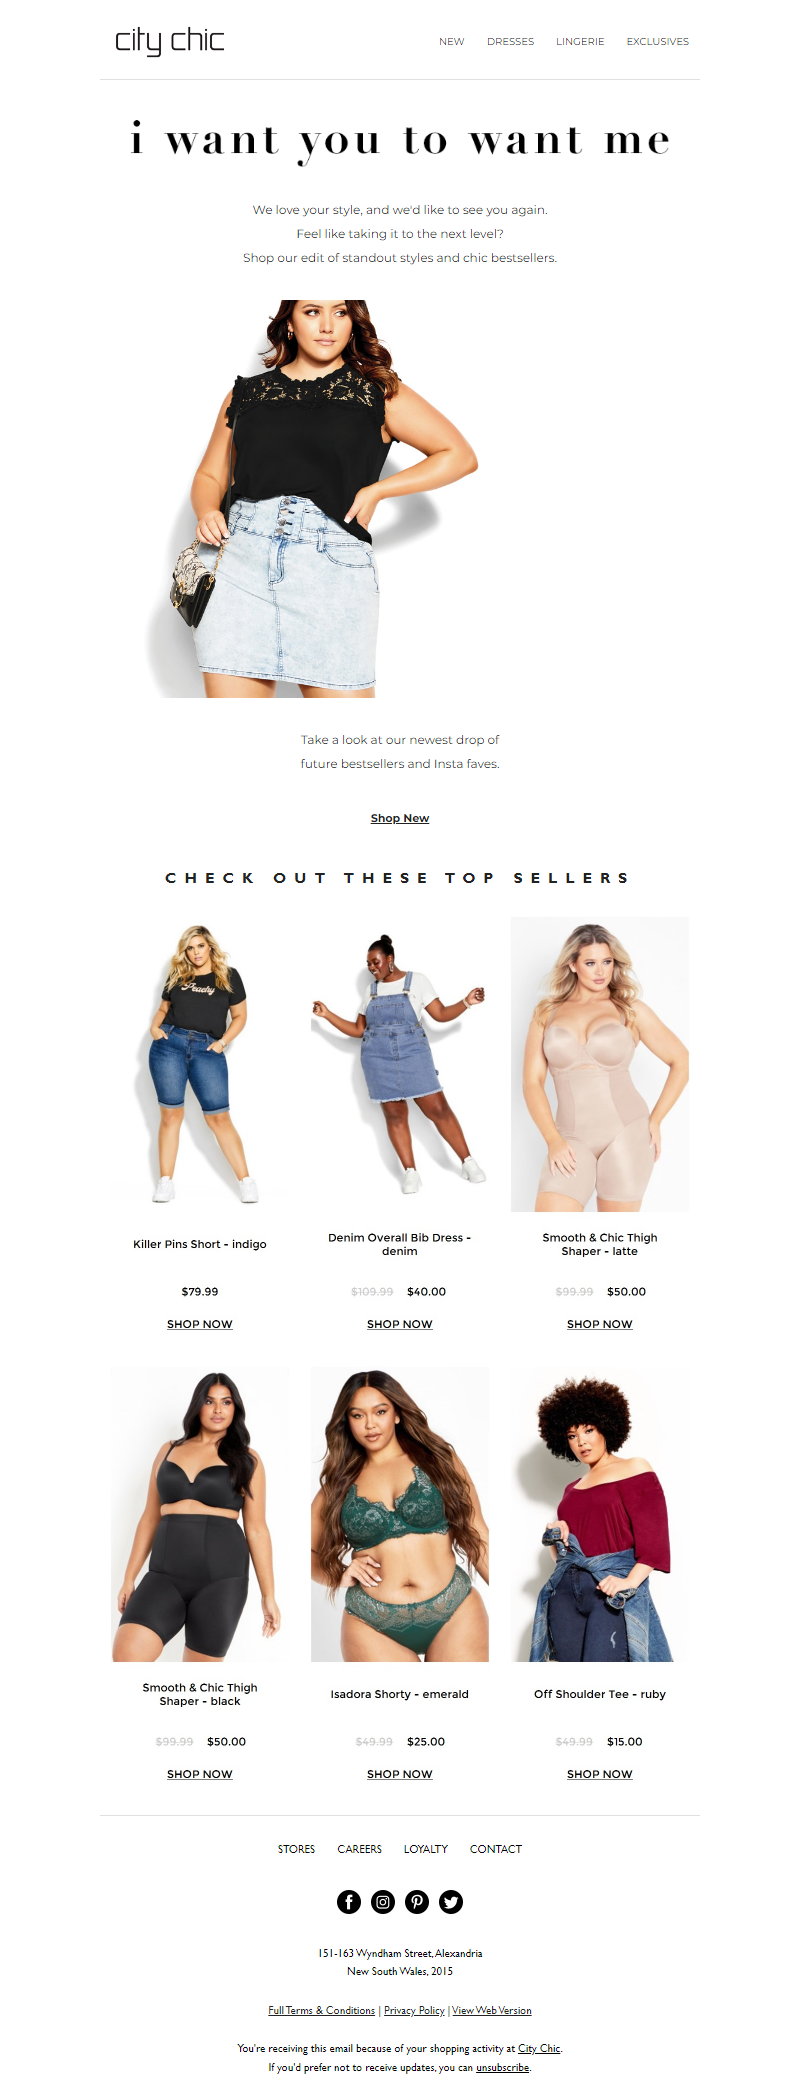 city chic
NEW DRESSES LINGERIE EXCLUSIVES
i want you to want me
We love your style, and we'd like to see you again.
Feel like taking it to the next level?
Shop our edit of standout styles and chic bestsellers.
Take a look at our newest drop of
future bestsellers and Insta faves.
Shop New
CHECK OUT THESE TOP SELLERS
Peachy
Killer Pins Short - indigo
$79.99
SHOP NOW
Denim Overall Bib Dress -
denim
$109.99 $40.00
SHOP NOW
Smooth & Chic Thigh
Shaper - latte
$99.99 $50.00
SHOP NOW
Smooth & Chic Thigh
Shaper - black
$99.99 $50.00
SHOP NOW
Isadora Shorty - emerald
$49.99 $25.00
SHOP NOW
Off Shoulder Tee - ruby
$49.99 $15.00
SHOP NOW
STORES CAREERS LOYALTY CONTACT
151-163 Wyndham Street, Alexandria
New South Wales, 2015
Full Terms & Conditions | Privacy Policy | View Web Version
You're receiving this email because of your shopping activity at City Chic.
If you'd prefer not to receive updates, you can unsubscribe.